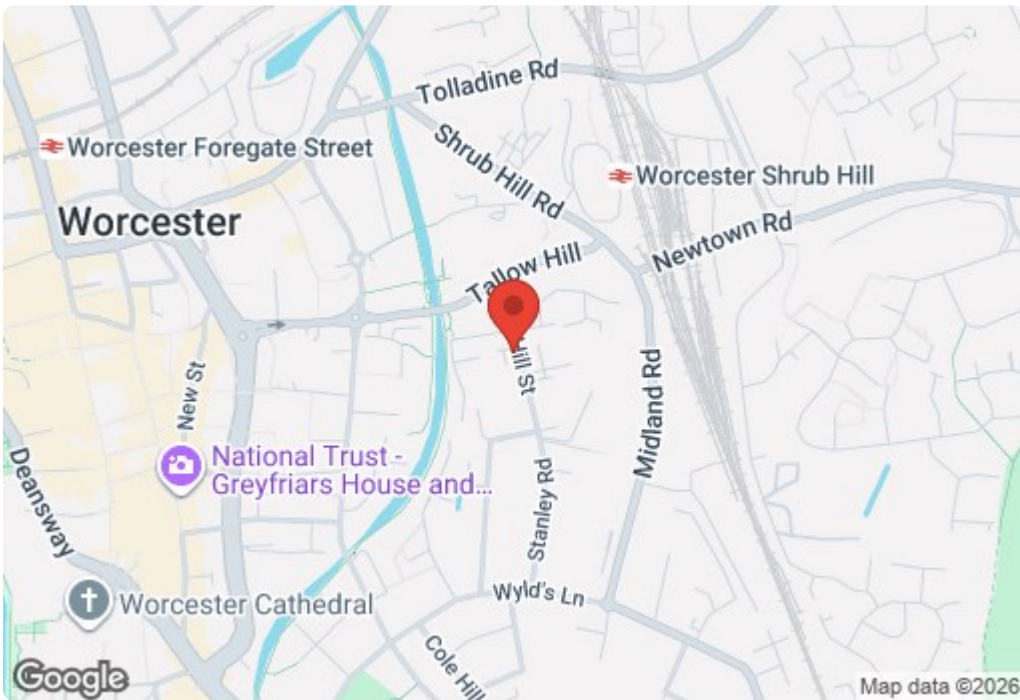 Tolladine Rd
Worcester Foregate Street
Shrub Hill Rd
Worcester Shrub Hill
Worcester
Newtown Rd
Tallow Hill
Hill St
New St
Midland Rd
National Trust -
Greyfriars House and...
Deansway
Stanley Rd
Wyld's Ln
Worcester Cathedral
Cole Hill
Google
Map data ©2026